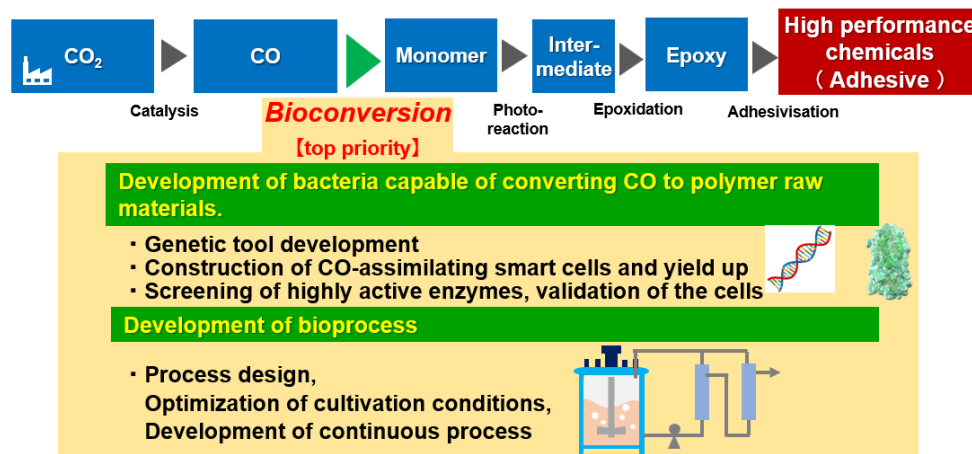 CO₂
CO
Monomer
Inter-
mediate
Epoxy
High performance
chemicals
（ Adhesive ）
Catalysis
Bioconversion
【top priority】
Photo-
reaction
Epoxidation
Adhesivisation
Development of bacteria capable of converting CO to polymer raw
materials.
・Genetic tool development
・Construction of CO-assimilating smart cells and yield up
・Screening of highly active enzymes, validation of the cells
Development of bioprocess
・Process design,
Optimization of cultivation conditions,
Development of continuous process